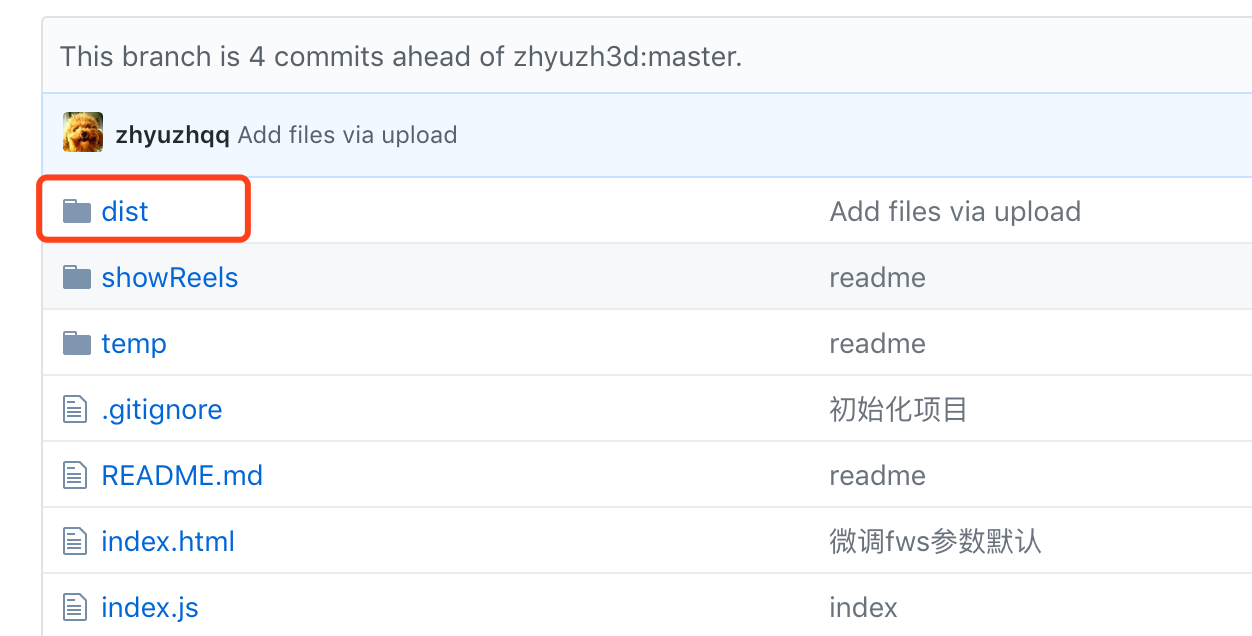 This branch is 4 commits ahead of zhyuzh3d:master.
zhyuzhqq Add files via upload
dist Add files via upload
showReels readme
temp readme
.gitignore 初始化项目
README.md readme
index.html 微调fws参数默认
index.js index